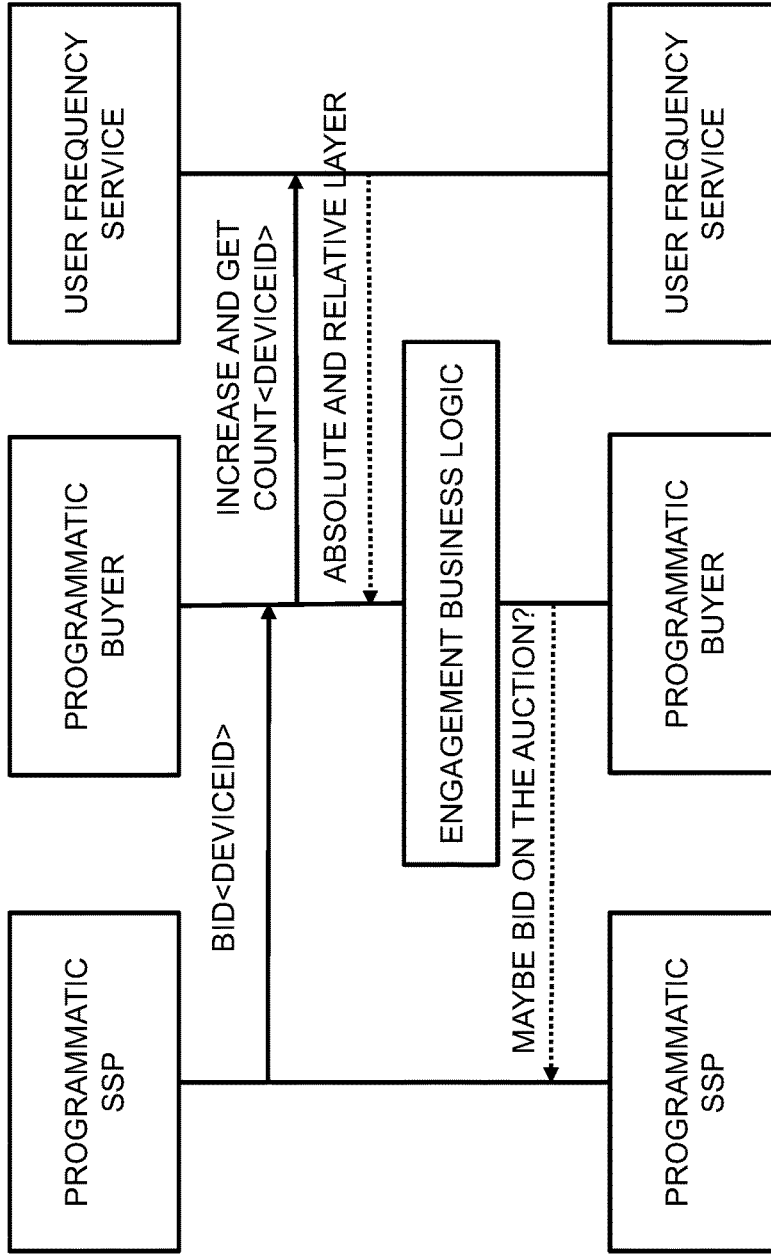 PROGRAMMATIC
SSP
PROGRAMMATIC
BUYER
USER FREQUENCY
SERVICE
BID<DEVICEID>
INCREASE AND GET
COUNT<DEVICEID>
ABSOLUTE AND RELATIVE LAYER
ENGAGEMENT BUSINESS LOGIC
MAYBE BID ON THE AUCTION?
PROGRAMMATIC
SSP
PROGRAMMATIC
BUYER
USER FREQUENCY
SERVICE